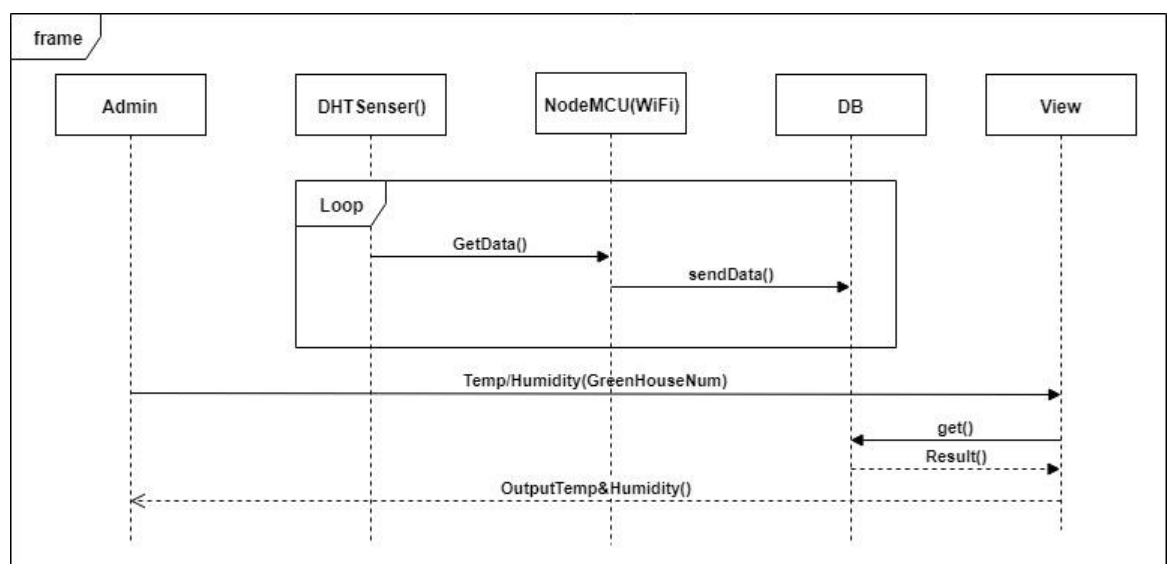 frame
Admin
DHTSenser()
NodeMCU(WiFi)
DB
View
Loop
GetData()
sendData()
Temp/Humidity(GreenHouseNum)
get()
Result()
OutputTemp&Humidity()